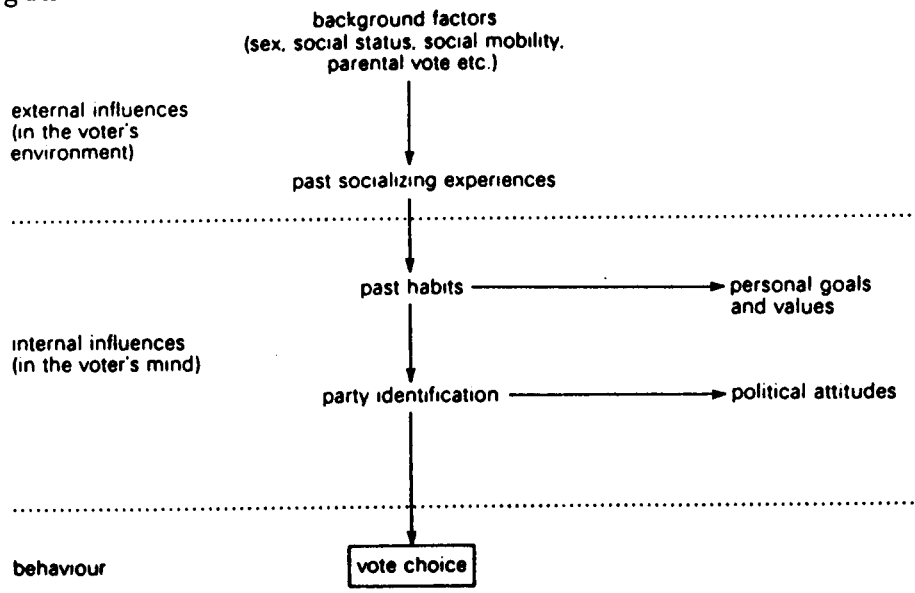 background factors
(sex, social status, social mobility,
parental vote etc.)
external influences
(in the voter's
environment)
past socializing experiences
past habits
personal goals
and values
internal influences
(in the voter's mind)
party identification
political attitudes
behaviour
vote choice